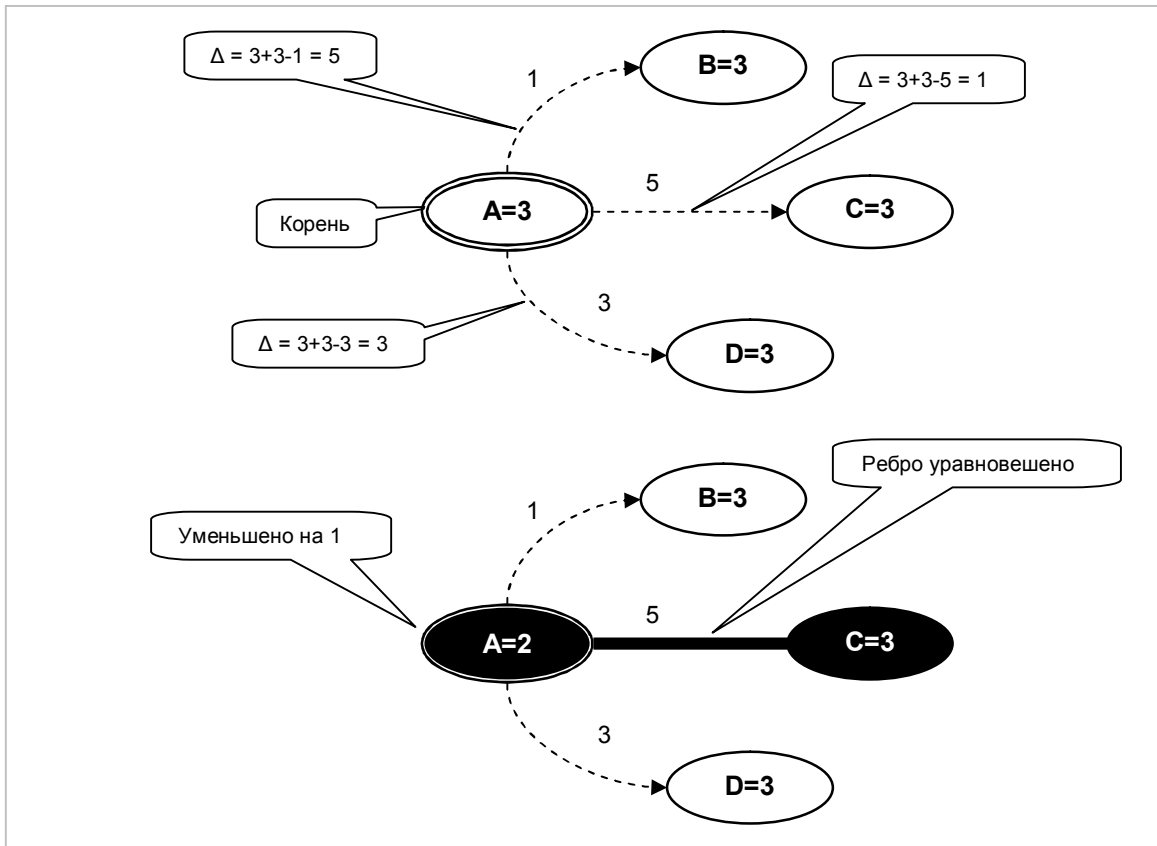 Δ = 3+3-1 = 5
B=3
1
Δ = 3+3-5 = 1
5
A=3
C=3
Корень
3
Δ = 3+3-3 = 3
D=3
Ребро уравновешено
B=3
1
Уменьшено на 1
5
A=2
C=3
3
D=3